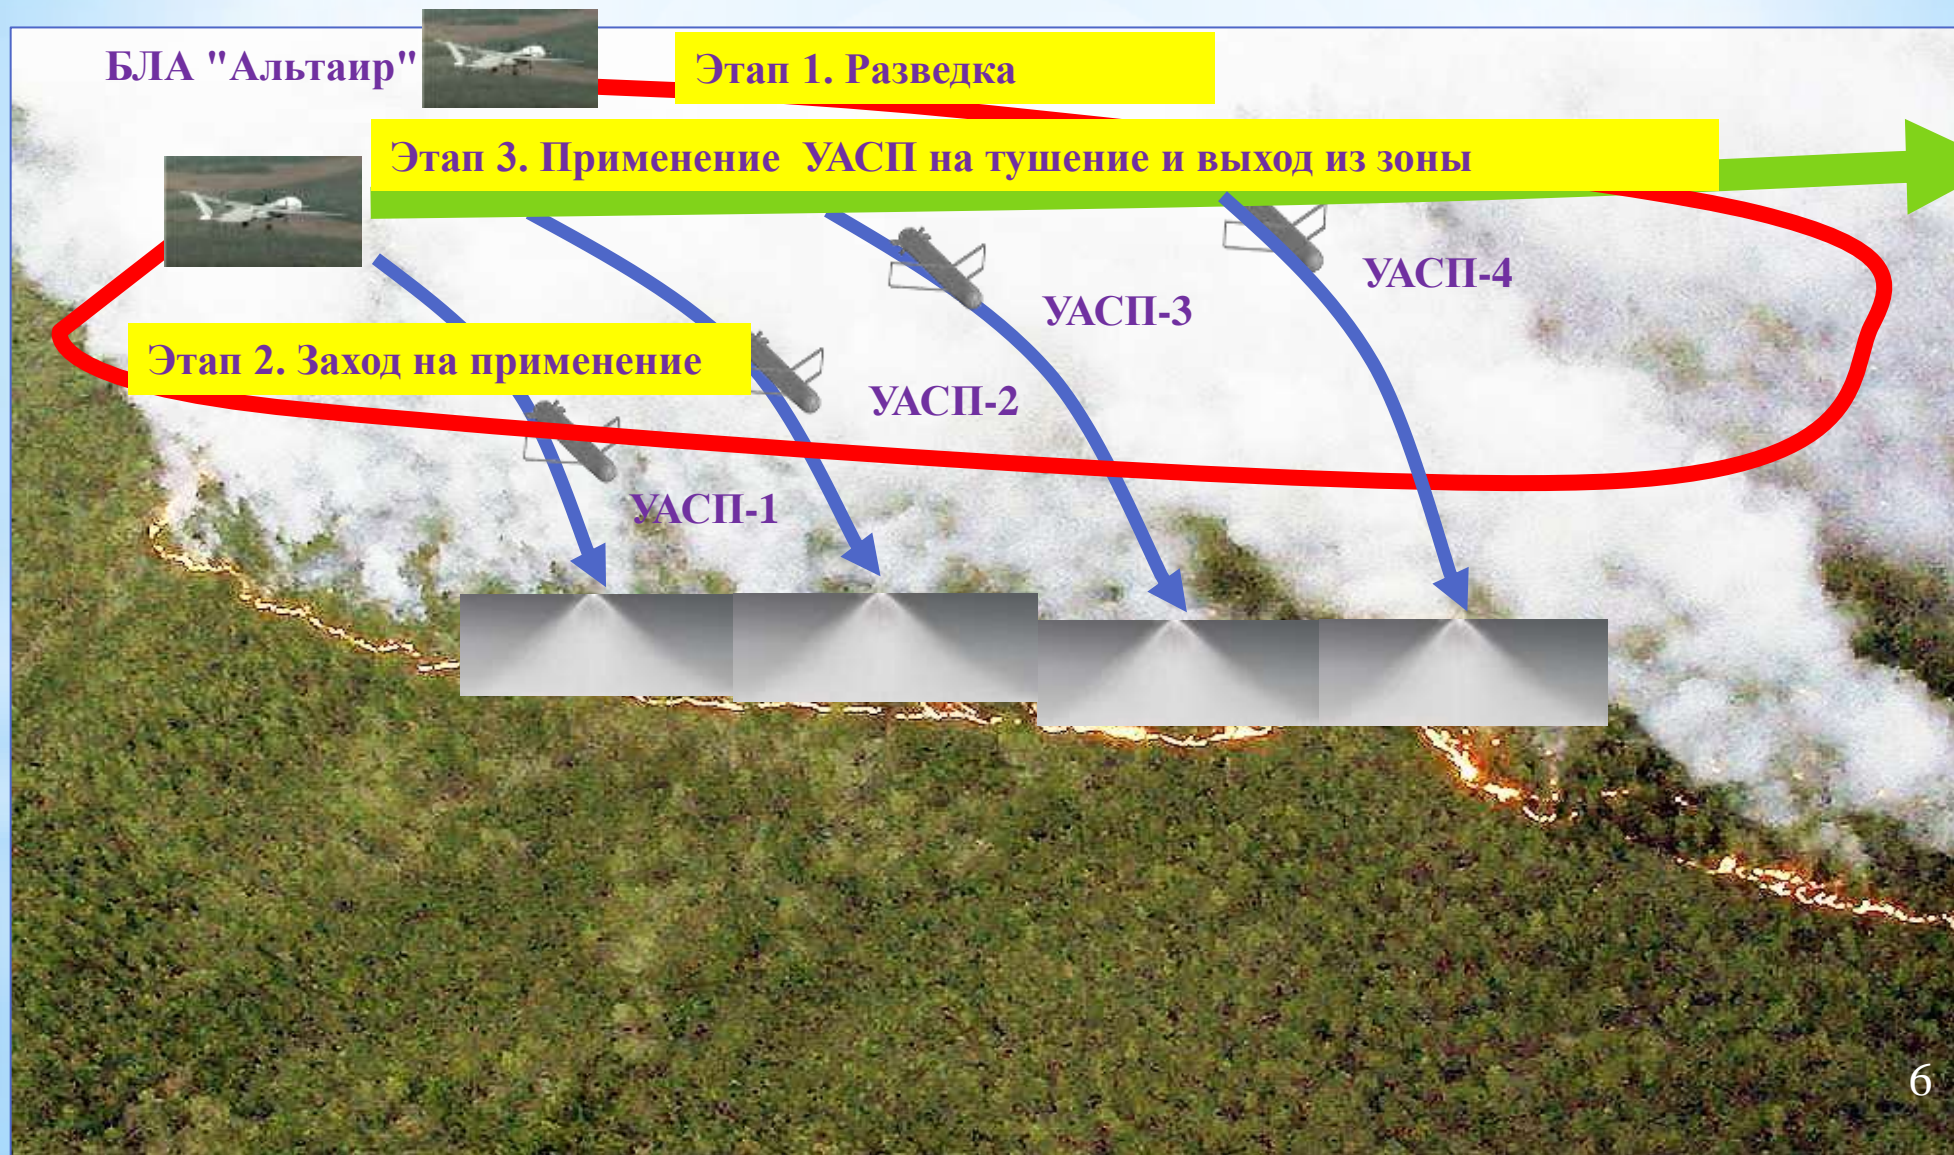 БЛА "Альтаир"
Этап 1. Разведка
Этап 3. Применение УАСП на тушение и выход из зоны
УАСП-4
УАСП-3
Этап 2. Заход на применение
УАСП-2
УАСП-1
6